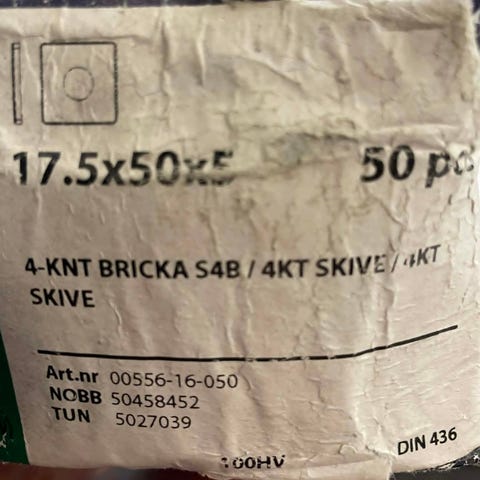 17.5x50x5 50 pcs
4-KNT BRICKA S4B / 4KT SKIVE / 4KT
SKIVE
Art.nr 00556-16-050
NOBB 50458452
TUN 5027039
100HV
DIN 436